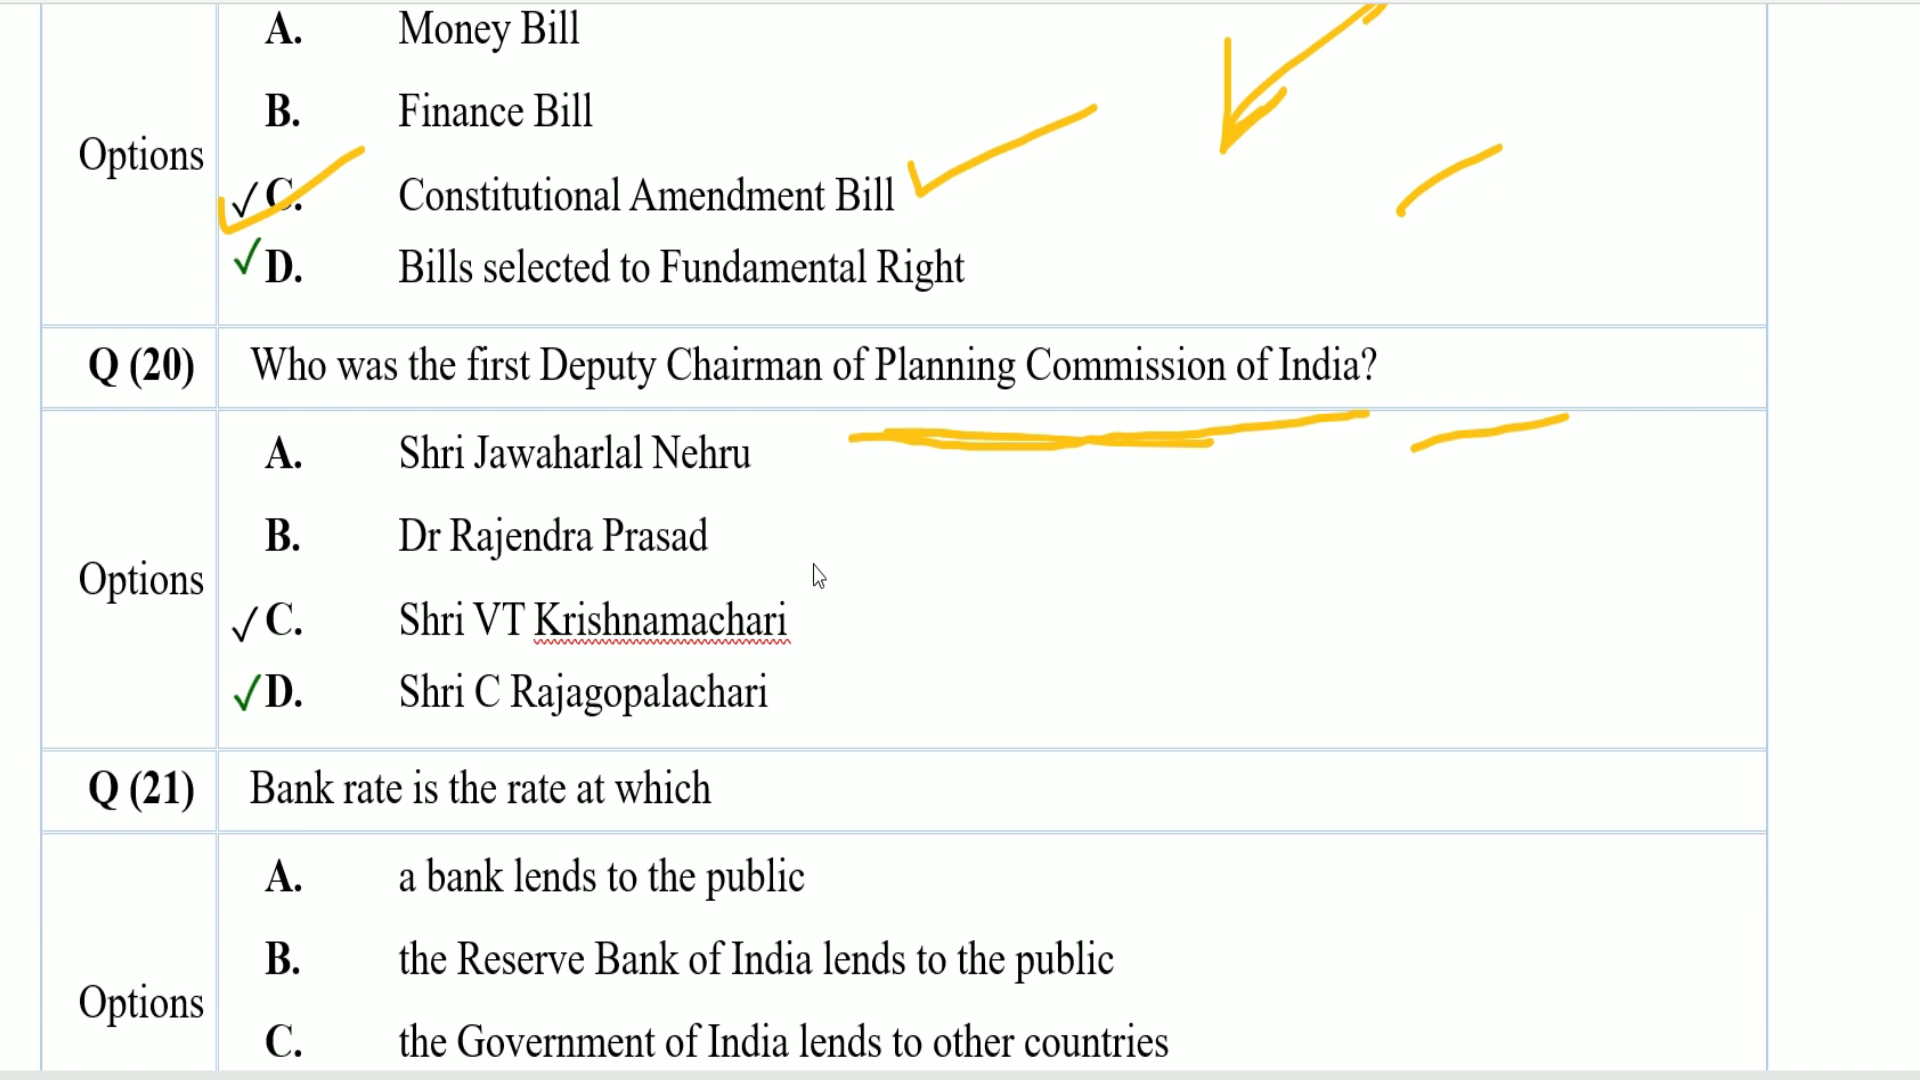 A. Money Bill
B. Finance Bill
Options
✓ C. Constitutional Amendment Bill
✓ D. Bills selected to Fundamental Right
Q (20) Who was the first Deputy Chairman of Planning Commission of India?
A. Shri Jawaharlal Nehru
B. Dr Rajendra Prasad
Options
✓ C. Shri VT Krishnamachari
✓ D. Shri C Rajagopalachari
Q (21) Bank rate is the rate at which
A. a bank lends to the public
B. the Reserve Bank of India lends to the public
Options
C. the Government of India lends to other countries